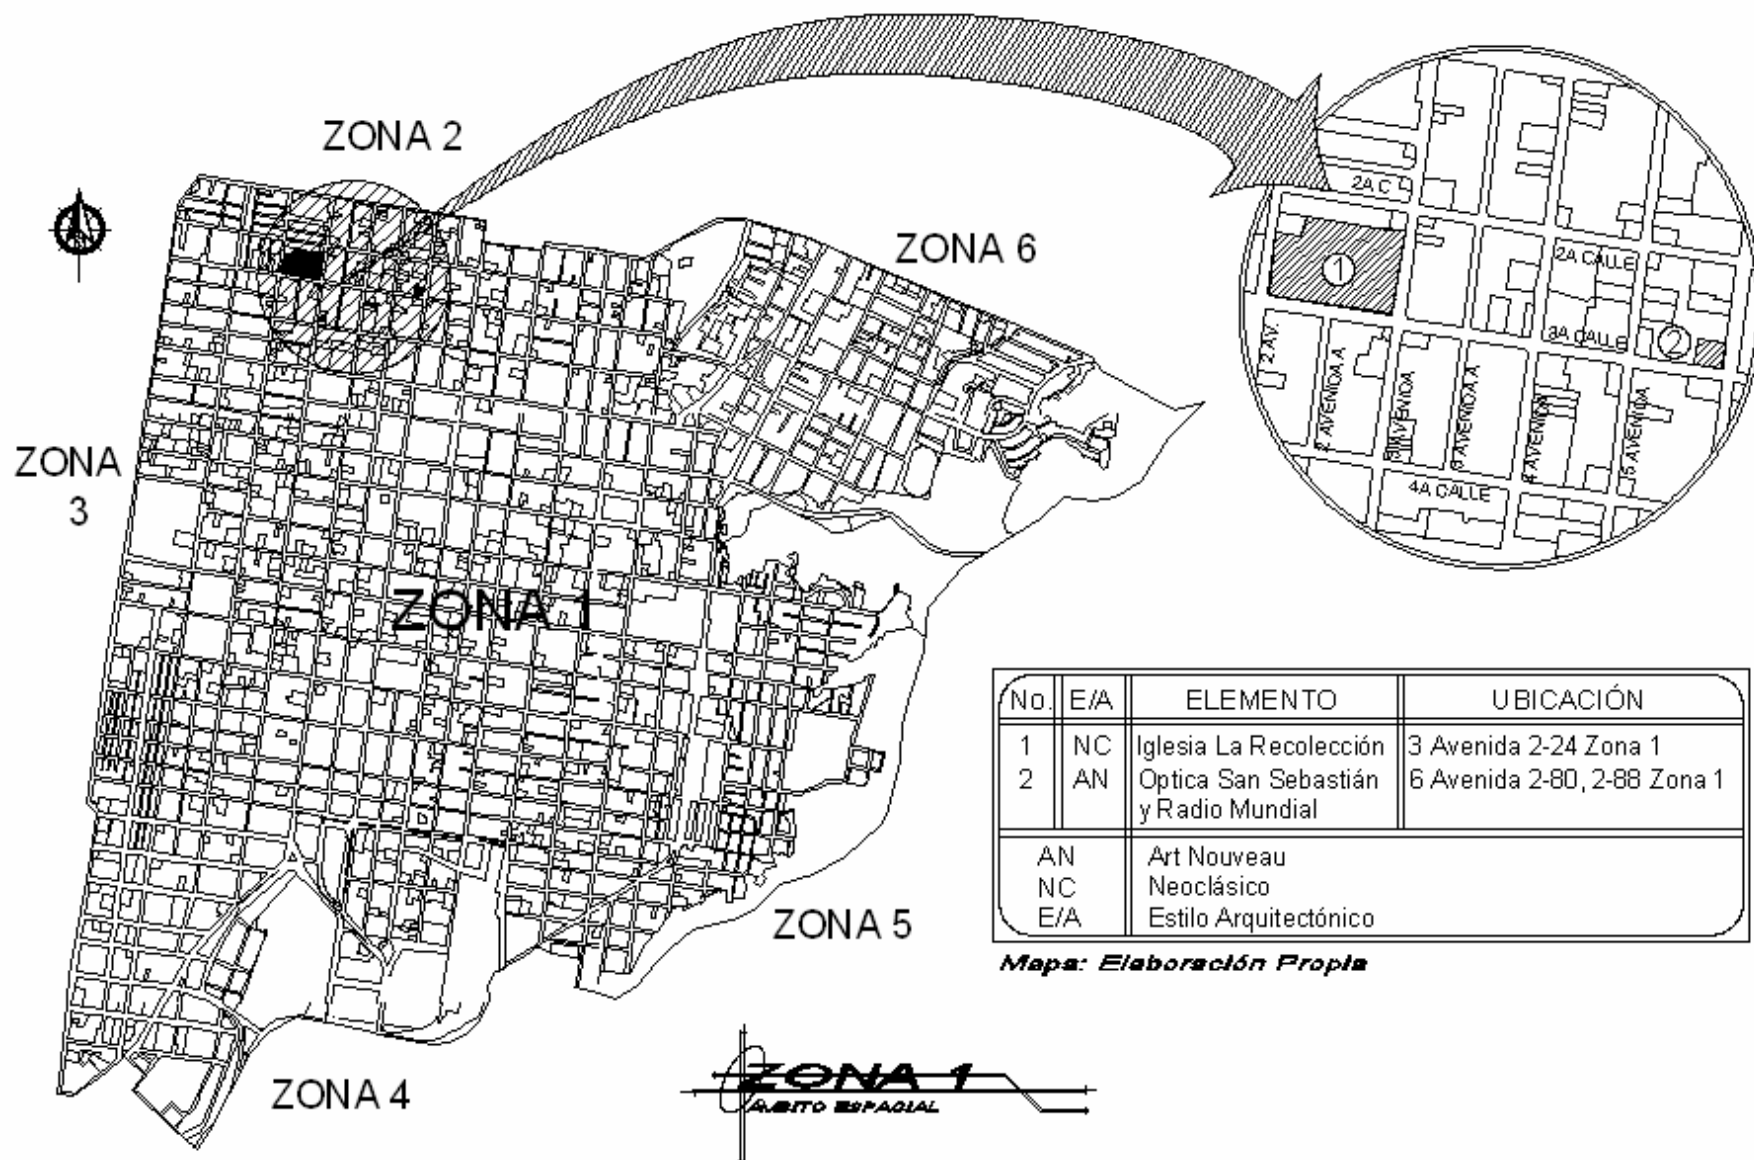 ZONA 2
ZONA 6
ZONA
3
ZONA 1
ZONA 5
ZONA 4
2A C
1
2A CALLE
3A CALLE
2
2 AV.
2 AVENIDA A
3 AVENIDA
3 AVENIDA A
4 AVENIDA
5 AVENIDA
4A CALLE
No. E/A ELEMENTO UBICACIÓN
1 NC Iglesia La Recolección 3 Avenida 2-24 Zona 1
2 AN Optica San Sebastián 6 Avenida 2-80, 2-88 Zona 1
y Radio Mundial
AN Art Nouveau
NC Neoclásico
E/A Estilo Arquitectónico
Mapa: Elaboración Propia
ZONA 1
ÁMBITO ESPACIAL